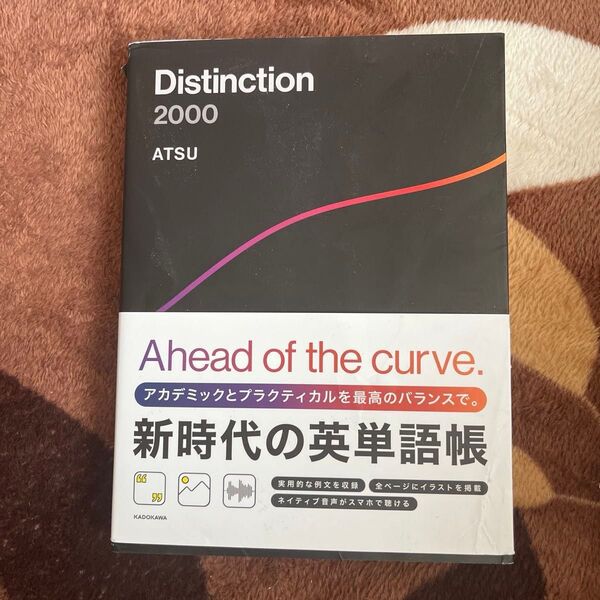 Distinction
2000
ATSU
Ahead of the curve.
アカデミックとプラクティカルを最高のバランスで。
新時代の英単語帳
実用的な例文を収録 全ページにイラストを掲載
ネイティブ音声がスマホで聴ける
KADOKAWA